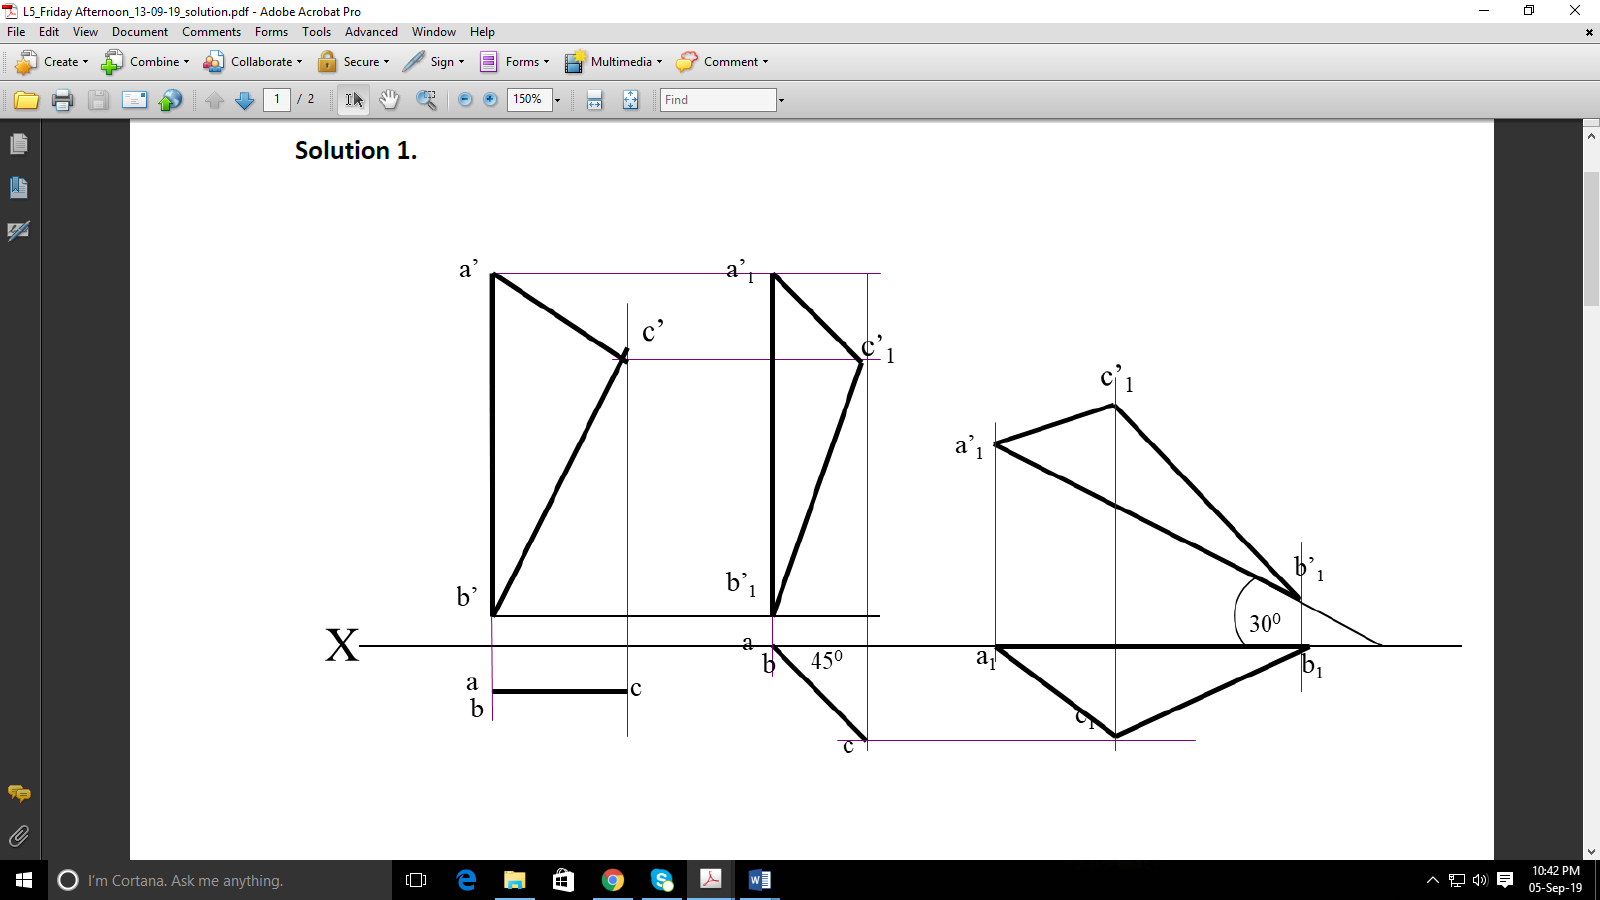 L5_Friday Afternoon_13-09-19_solution.pdf - Adobe Acrobat Pro
File Edit View Document Comments Forms Tools Advanced Window Help
Create Combine Collaborate Secure Sign Forms Multimedia Comment
1 / 2 150% Find
Solution 1.
a’ a’1
c’ c’1
c’1
a’1
b’ b’1 b’1
30⁰
X a
b 45⁰ a1 b1
a c
b c1
c
I'm Cortana. Ask me anything.
10:42 PM
05-Sep-19